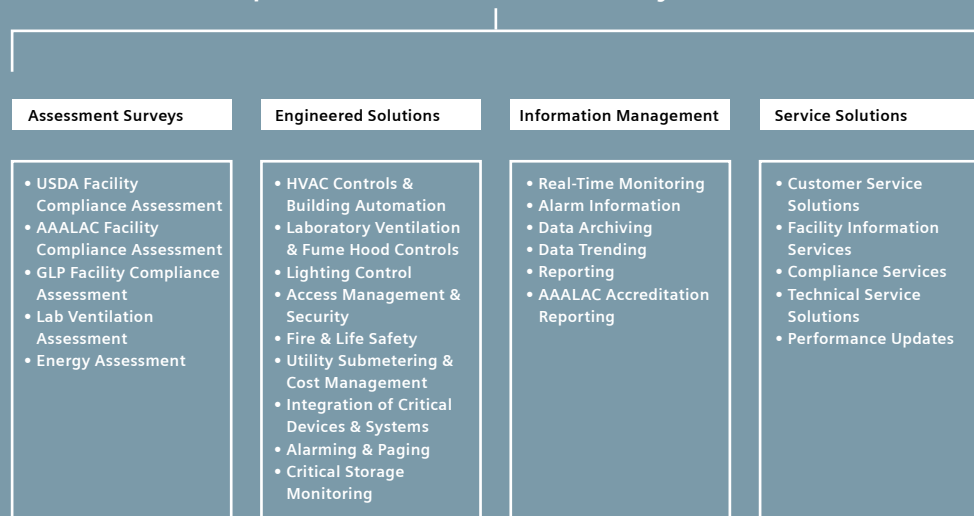 Assessment Surveys
• USDA Facility
Compliance Assessment
• AAALAC Facility
Compliance Assessment
• GLP Facility Compliance
Assessment
• Lab Ventilation
Assessment
• Energy Assessment
Engineered Solutions
• HVAC Controls &
Building Automation
• Laboratory Ventilation
& Fume Hood Controls
• Lighting Control
• Access Management &
Security
• Fire & Life Safety
• Utility Submetering &
Cost Management
• Integration of Critical
Devices & Systems
• Alarming & Paging
• Critical Storage
Monitoring
Information Management
• Real-Time Monitoring
• Alarm Information
• Data Archiving
• Data Trending
• Reporting
• AAALAC Accreditation
Reporting
Service Solutions
• Customer Service
Solutions
• Facility Information
Services
• Compliance Services
• Technical Service
Solutions
• Performance Updates